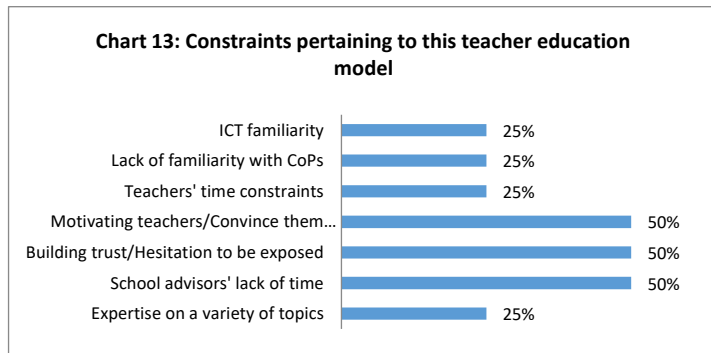 Chart 13: Constraints pertaining to this teacher education
model
ICT familiarity 25%
Lack of familiarity with CoPs 25%
Teachers' time constraints 25%
Motivating teachers/Convince them... 50%
Building trust/Hesitation to be exposed 50%
School advisors' lack of time 50%
Expertise on a variety of topics 25%